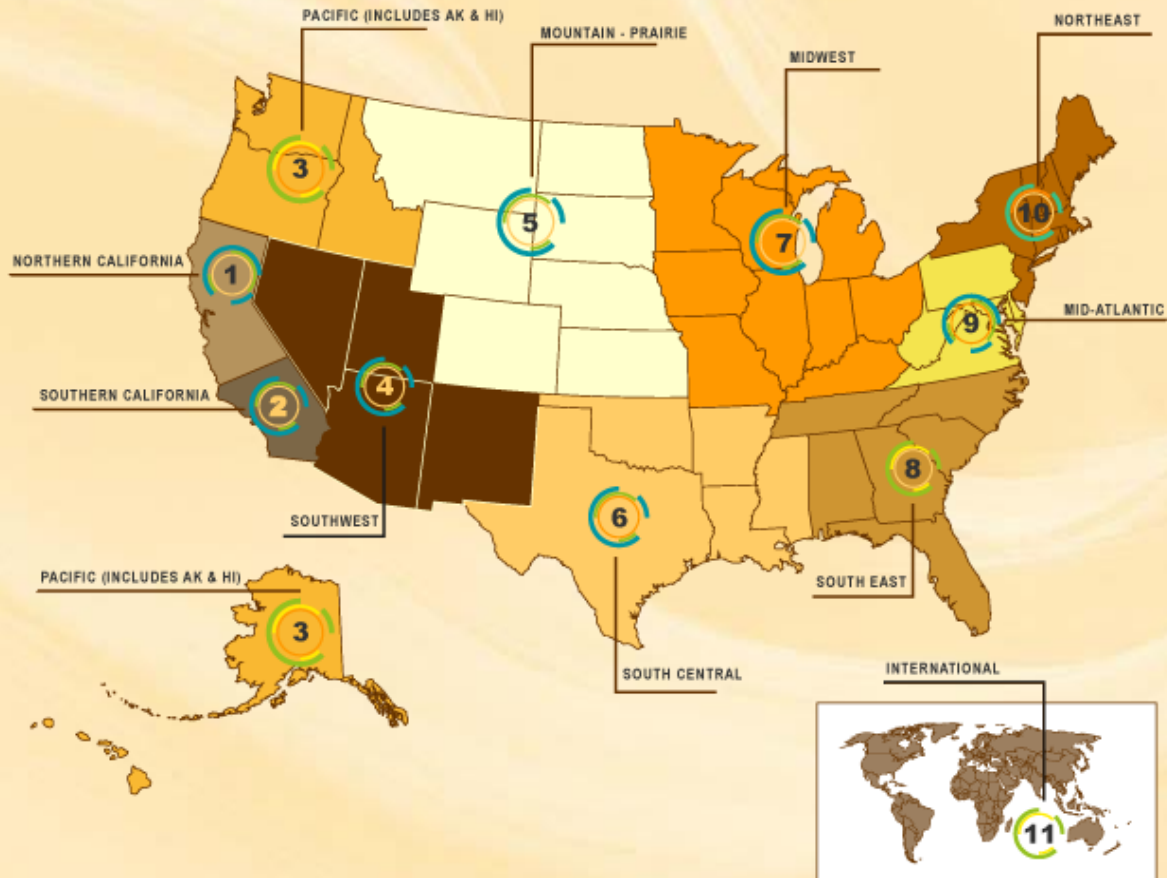 PACIFIC (INCLUDES AK & HI)
NORTHEAST
MOUNTAIN - PRAIRIE
MIDWEST
3
5
10
7
NORTHERN CALIFORNIA
1
MID-ATLANTIC
9
SOUTHERN CALIFORNIA
2
4
8
6
SOUTHWEST
PACIFIC (INCLUDES AK & HI)
SOUTH EAST
3
SOUTH CENTRAL
INTERNATIONAL
11